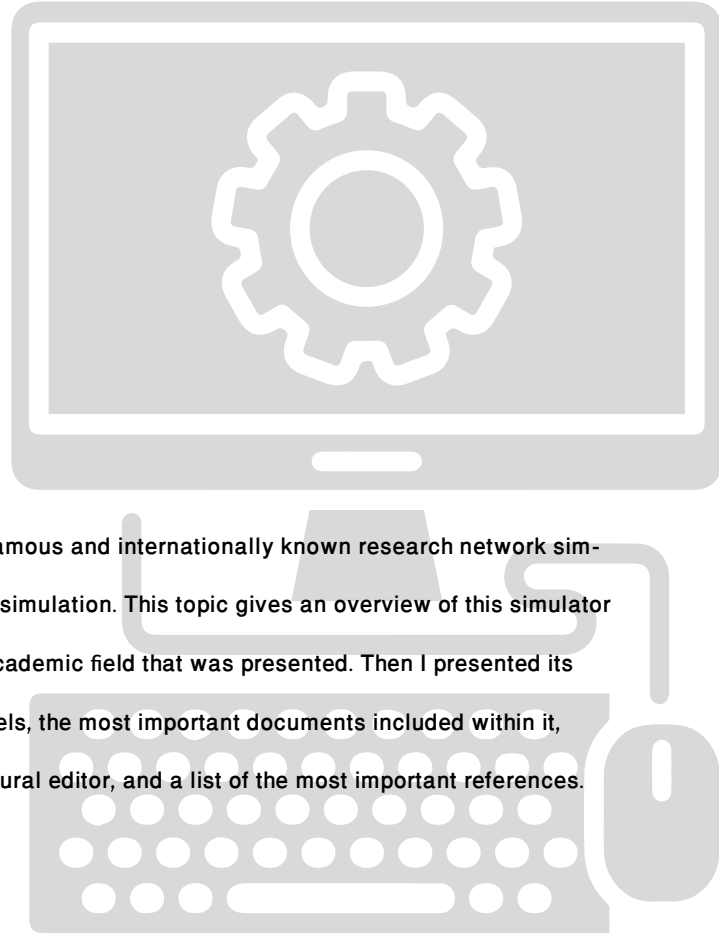 amous and internationally known research network sim-
simulation. This topic gives an overview of this simulator
cademic field that was presented. Then I presented its
els, the most important documents included within it,
ural editor, and a list of the most important references.